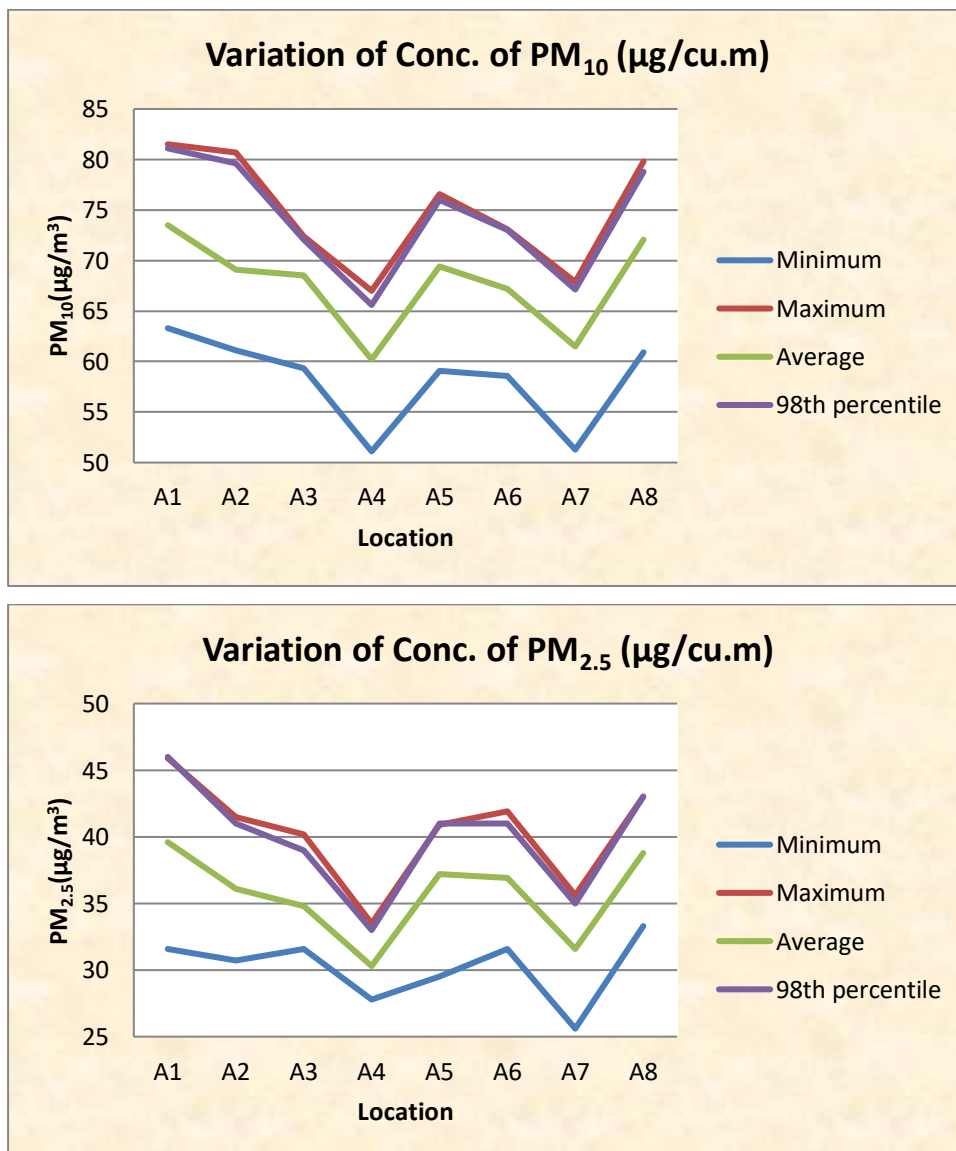 Variation of Conc. of PM₁₀ (µg/cu.m)
PM₁₀(µg/m³)
85
80
75
70
65
60
55
50
A1 A2 A3 A4 A5 A6 A7 A8
Location
Minimum
Maximum
Average
98th percentile
Variation of Conc. of PM₂.₅ (µg/cu.m)
PM₂.₅(µg/m³)
50
45
40
35
30
25
A1 A2 A3 A4 A5 A6 A7 A8
Location
Minimum
Maximum
Average
98th percentile